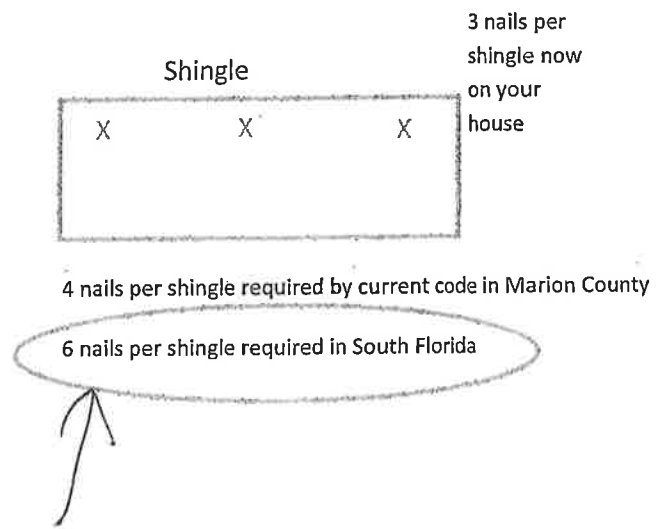 3 nails per
shingle now
on your
house
Shingle
X X X
4 nails per shingle required by current code in Marion County
6 nails per shingle required in South Florida